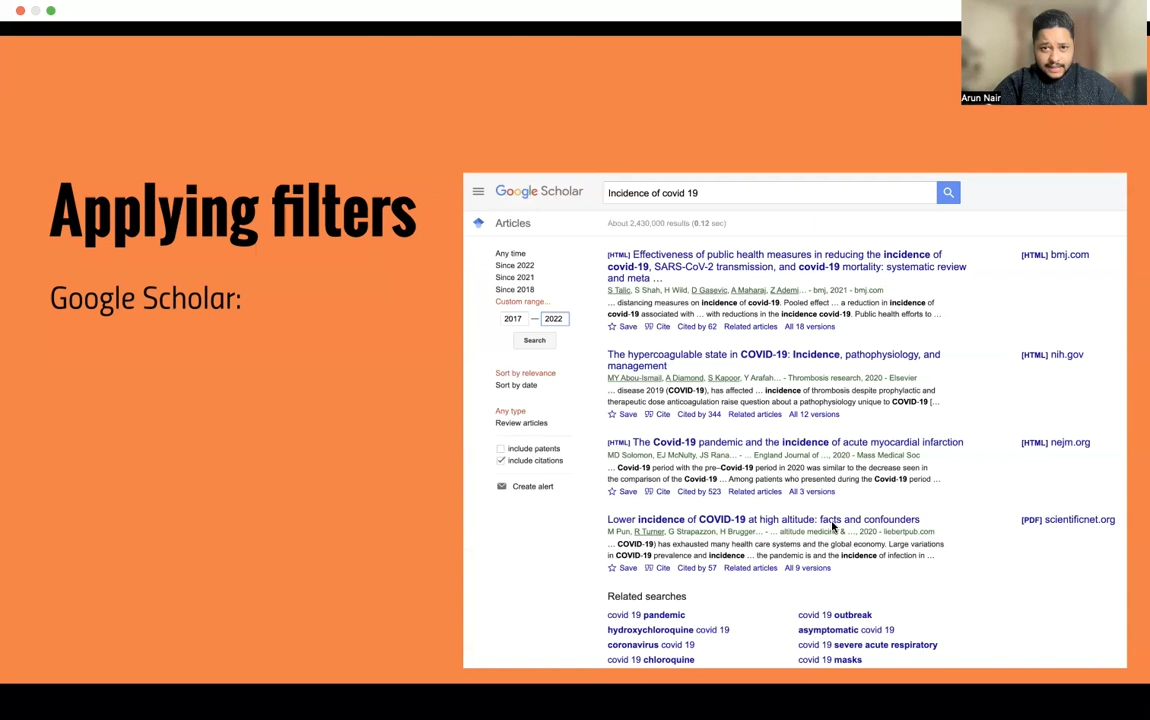 Arun Nair
Applying filters
Google Scholar:
Google Scholar
Incidence of covid 19
Articles
About 2,430,000 results (0.12 sec)
Any time
Since 2022
Since 2021
Since 2018
Custom range...
2017 — 2022
Search
Sort by relevance
Sort by date
Any type
Review articles
include patents
include citations
Create alert
[HTML] Effectiveness of public health measures in reducing the incidence of
covid-19, SARS-CoV-2 transmission, and covid-19 mortality: systematic review
and meta …
[HTML] bmj.com
S Talic, S Shah, H Wild, D Gasevic, A Maharaj, Z Ademi… - bmj, 2021 - bmj.com
… distancing measures on incidence of covid-19. Pooled effect … a reduction in incidence of
covid-19 associated with … with reductions in the incidence covid-19. Public health efforts to …
Save Cite Cited by 62 Related articles All 18 versions
The hypercoagulable state in COVID-19: Incidence, pathophysiology, and
management
[HTML] nih.gov
MY Abou-Ismail, A Diamond, S Kapoor, Y Arafah… - Thrombosis research, 2020 - Elsevier
… disease 2019 (COVID-19), has affected … incidence of thrombosis despite prophylactic and
therapeutic dose anticoagulation raise question about a pathophysiology unique to COVID-19 […
Save Cite Cited by 344 Related articles All 12 versions
[HTML] The Covid-19 pandemic and the incidence of acute myocardial infarction
[HTML] nejm.org
MD Solomon, EJ McNulty, JS Rana… - … England Journal of …, 2020 - Mass Medical Soc
… Covid-19 period with the pre–Covid-19 period in 2020 was similar to the decrease seen in
the comparison of the Covid-19 … Among patients who presented during the Covid-19 period …
Save Cite Cited by 523 Related articles All 3 versions
Lower incidence of COVID-19 at high altitude: facts and confounders
[PDF] scientificnet.org
M Pun, R Turner, G Strapazzon, H Brugger… - … altitude medicine & …, 2020 - liebertpub.com
… COVID-19) has exhausted many health care systems and the global economy. Large variations
in COVID-19 prevalence and incidence … the pandemic is and the incidence of infection in …
Save Cite Cited by 57 Related articles All 9 versions
Related searches
covid 19 pandemic
covid 19 outbreak
hydroxychloroquine covid 19
asymptomatic covid 19
coronavirus covid 19
covid 19 severe acute respiratory
covid 19 chloroquine
covid 19 masks